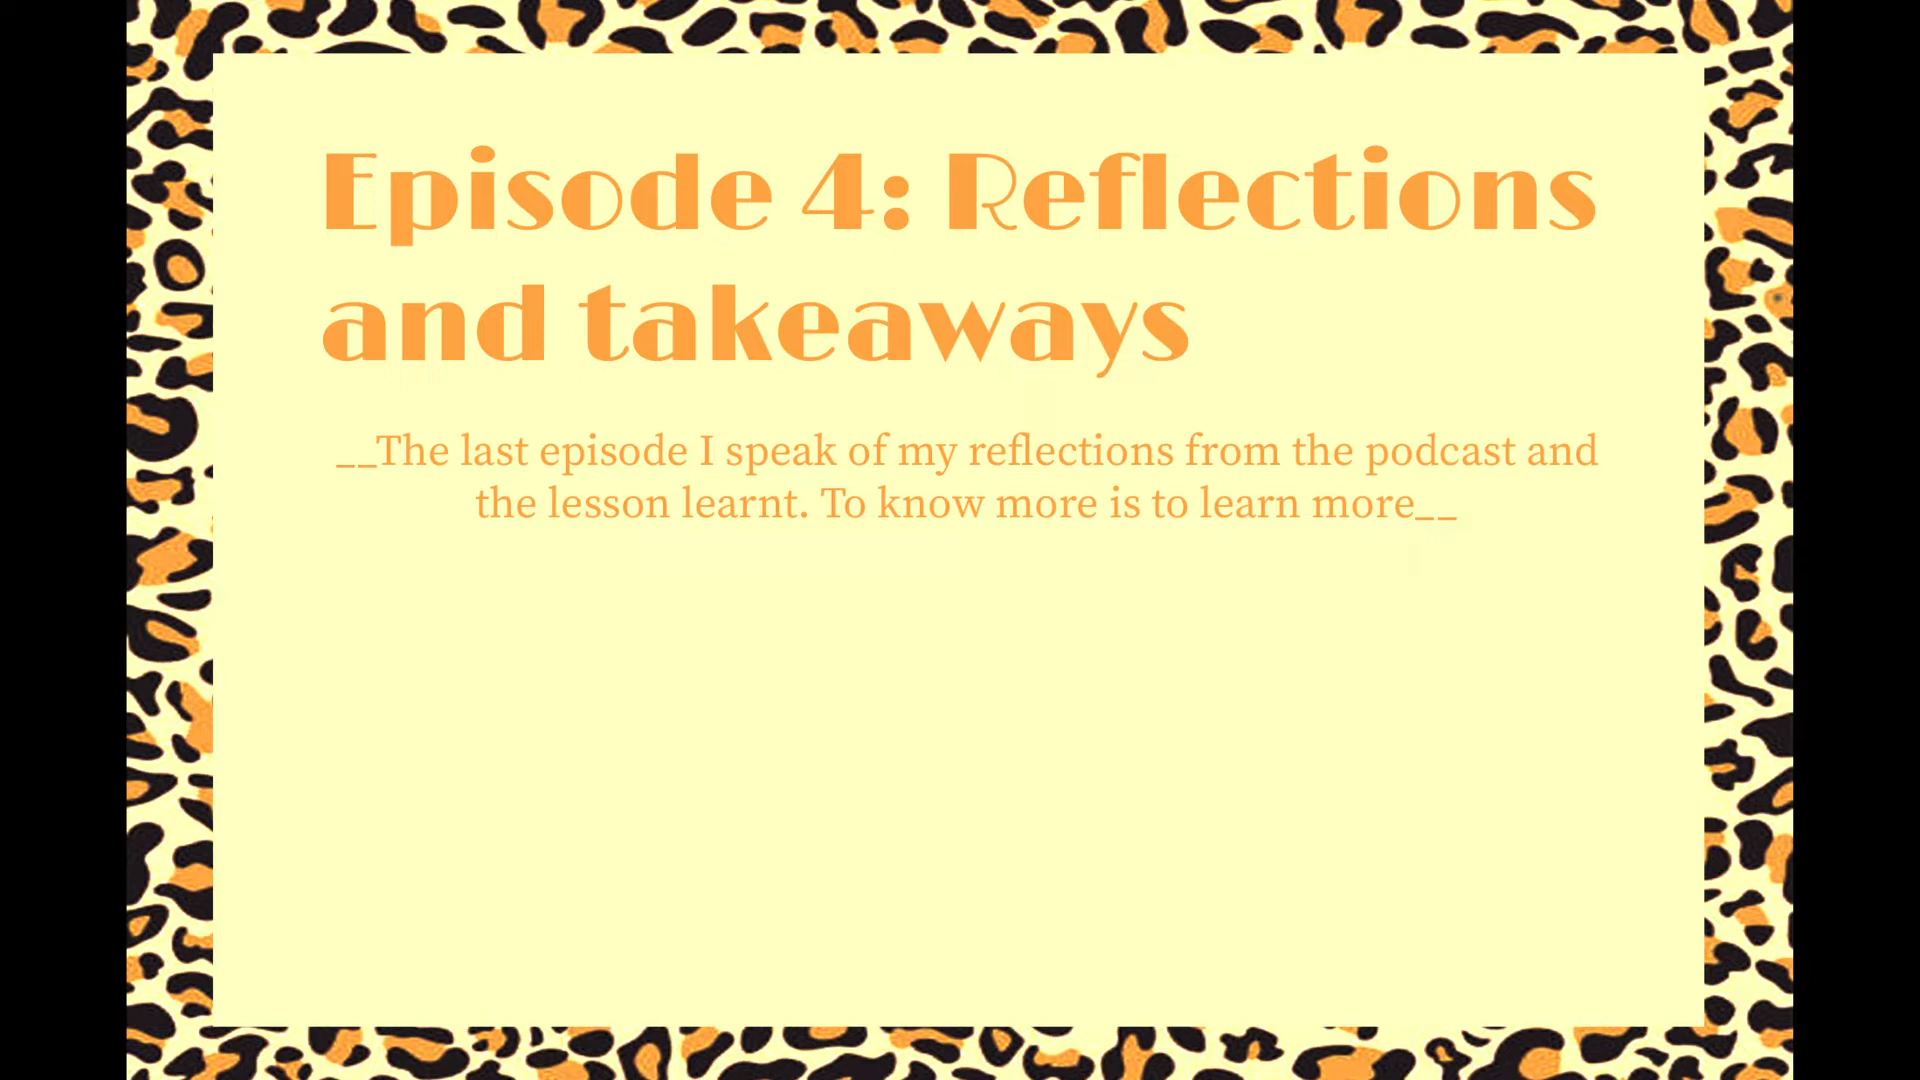 Episode 4: Reflections
and takeaways
__The last episode I speak of my reflections from the podcast and
the lesson learnt. To know more is to learn more__